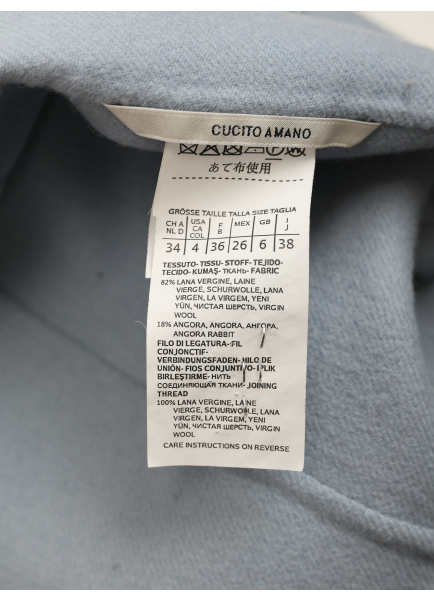 CUCITO A MANO
あて布使用
GRÖSSE TAILLE TALLA SIZE TAGLIA
CH A NL D USA CA COL F B MEX GB I J
34 4 36 26 6 38
TESSUTO- TISSU- STOFF- TEJIDO-
TECIDO- KUMAŞ- ТКАНЬ- FABRIC
82% LANA VERGINE, LAINE
VIERGE, SCHURWOLLE, LANA
VIRGEN, LA VIRGEM, YENI
YÜN, ЧИСТАЯ ШЕРСТЬ, VIRGIN
WOOL
18% ANGORA, ANGORA, АНГОРА,
ANGORA RABBIT
FILO DI LEGATURA-FIL
CONJONCTIF-
VERBINDUNGSFADEN- HILO DE
UNIÓN- FIOS CONJUNTIVO- IPLIK
BIRLEŞTIRME- НИТЬ
СОЕДИНЯЮЩАЯ ТКАНИ- JOINING
THREAD
100% LANA VERGINE, LAINE
VIERGE, SCHURWOLLE, LANA
VIRGEN, LA VIRGEM, YENI
YÜN, ЧИСТАЯ ШЕРСТЬ, VIRGIN
WOOL
CARE INSTRUCTIONS ON REVERSE